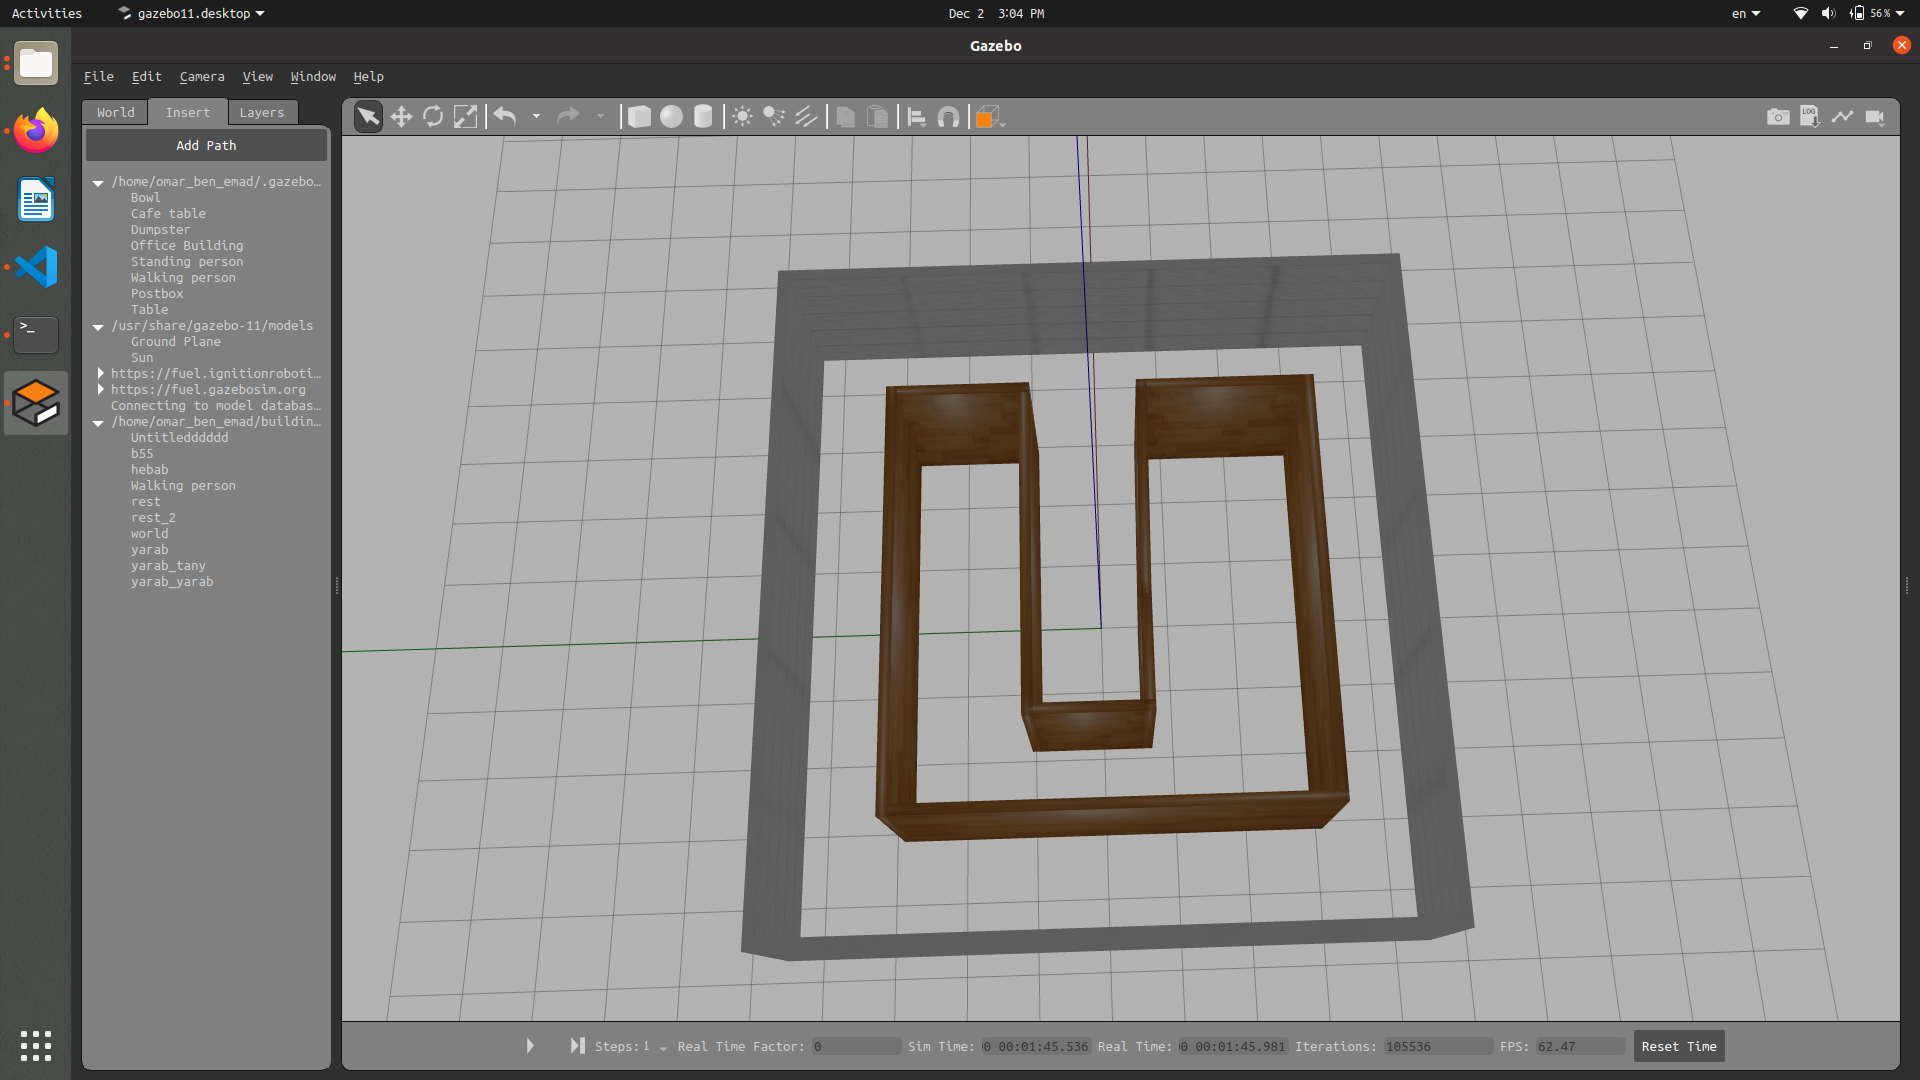 Activities
gazebo11.desktop
Dec 2 3:04 PM
en
56%
Gazebo
File Edit Camera View Window Help
World Insert Layers
Add Path
/home/omar_ben_emad/.gazebo…
Bowl
Cafe table
Dumpster
Office Building
Standing person
Walking person
Postbox
Table
/usr/share/gazebo-11/models
Ground Plane
Sun
https://fuel.ignitionroboti…
https://fuel.gazebosim.org
Connecting to model databas…
/home/omar_ben_emad/buildin…
Untitledddddd
b55
hebab
Walking person
rest
rest_2
world
yarab
yarab_tany
yarab_yarab
LOG
>_
Steps: 1 Real Time Factor: 0 Sim Time: 00:01:45.536 Real Time: 00:01:45.981 Iterations: 105536 FPS: 62.47 Reset Time